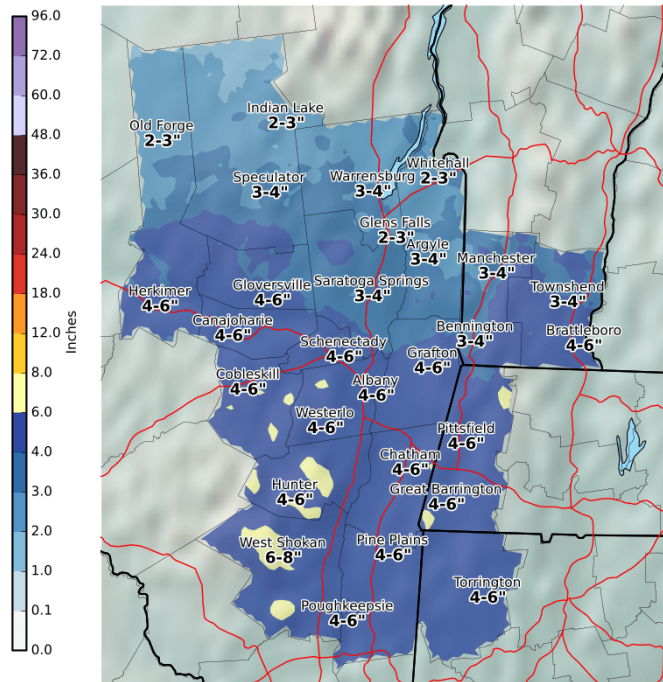 96.0
72.0
60.0
48.0
36.0
30.0
24.0
18.0
12.0
8.0
6.0
4.0
3.0
2.0
1.0
0.1
0.0
Inches
Old Forge
2-3"
Indian Lake
2-3"
Speculator
3-4"
Warrensburg
3-4"
Whitehall
2-3"
Glens Falls
2-3"
Argyle
3-4"
Manchester
3-4"
Herkimer
4-6"
Gloversville
4-6"
Saratoga Springs
3-4"
Townshend
3-4"
Canajoharie
4-6"
Schenectady
4-6"
Bennington
3-4"
Brattleboro
4-6"
Grafton
4-6"
Cobleskill
4-6"
Albany
4-6"
Westerlo
4-6"
Pittsfield
4-6"
Chatham
4-6"
Hunter
4-6"
Great Barrington
4-6"
West Shokan
6-8"
Pine Plains
4-6"
Torrington
4-6"
Poughkeepsie
4-6"